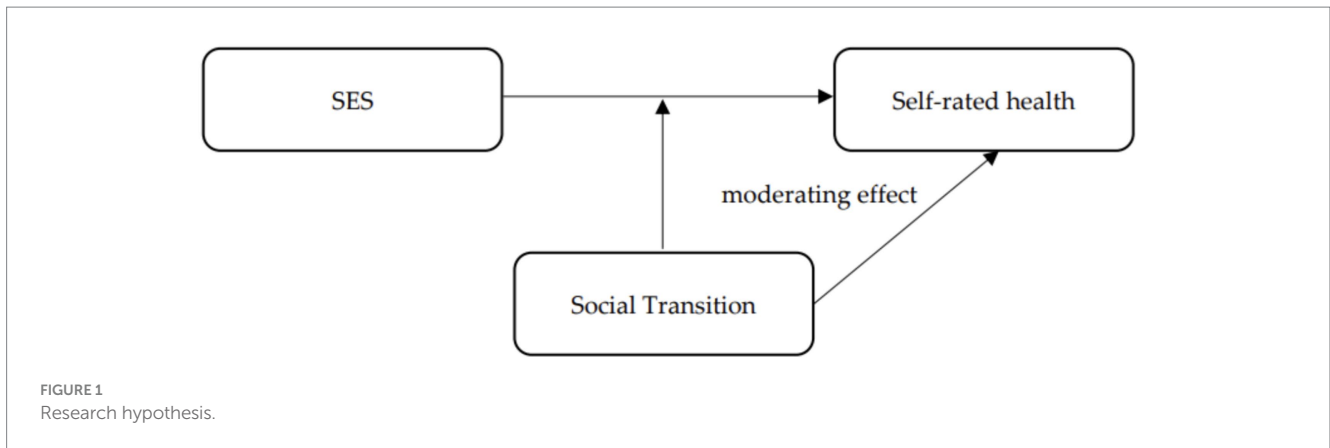 SES
Self-rated health
moderating effect
Social Transition
FIGURE 1
Research hypothesis.